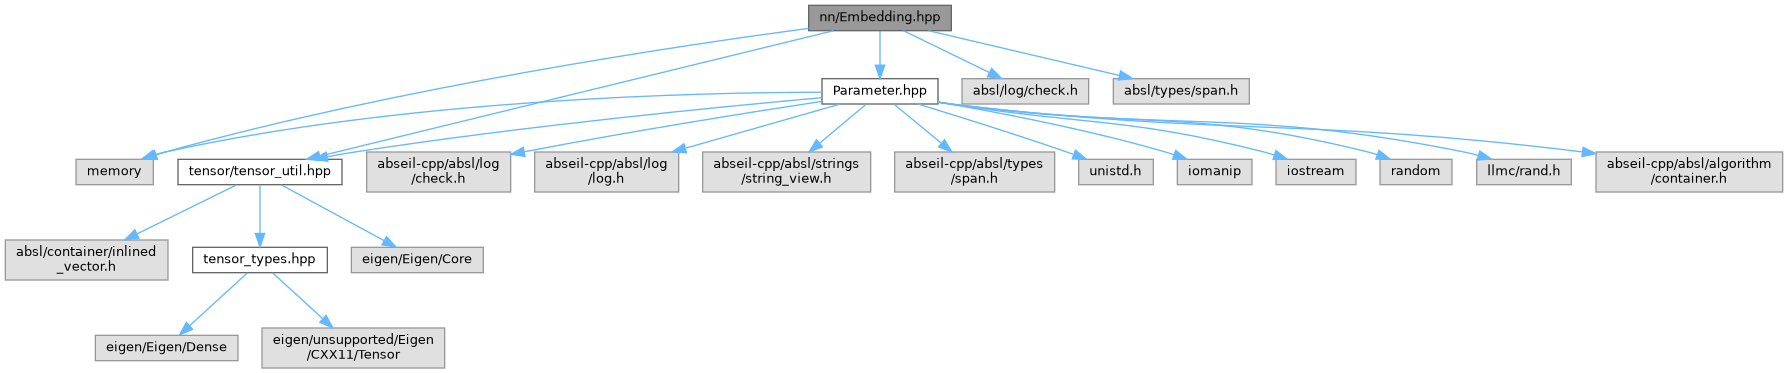 nn/Embedding.hpp
Parameter.hpp
absl/log/check.h
absl/types/span.h
memory
tensor/tensor_util.hpp
abseil-cpp/absl/log
/check.h
abseil-cpp/absl/log
/log.h
abseil-cpp/absl/strings
/string_view.h
abseil-cpp/absl/types
/span.h
unistd.h
iomanip
iostream
random
llmc/rand.h
abseil-cpp/absl/algorithm
/container.h
absl/container/inlined
_vector.h
tensor_types.hpp
eigen/Eigen/Core
eigen/Eigen/Dense
eigen/unsupported/Eigen
/CXX11/Tensor